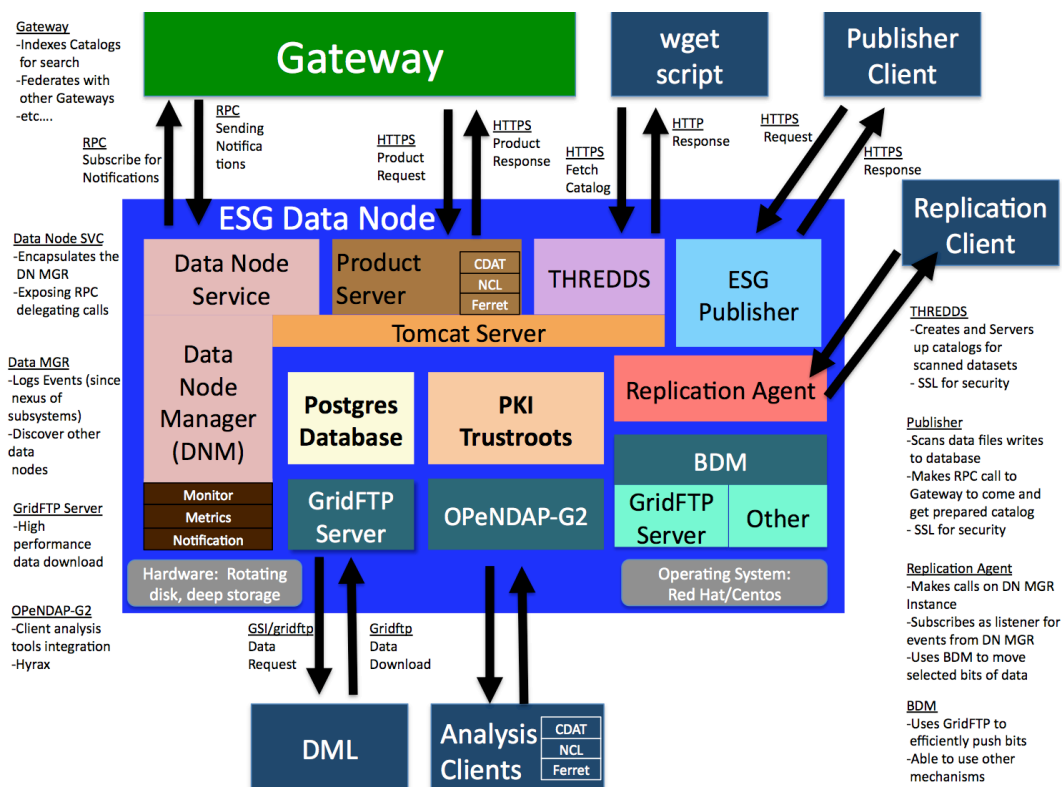 Gateway
-Indexes Catalogs
for search
-Federates with
other Gateways
-etc....
Gateway
wget
script
Publisher
Client
RPC
Subscribe for
Notifications
RPC
Sending
Notifica
tions
HTTPS
Product
Request
HTTPS
Product
Response
HTTPS
Fetch
Catalog
HTTP
Response
HTTPS
Request
HTTPS
Response
Replication
Client
ESG Data Node
Data Node
Service
Product
Server
CDAT
NCL
Ferret
THREDDS
ESG
Publisher
Tomcat Server
Data
Node
Manager
(DNM)
Postgres
Database
PKI
Trustroots
Replication Agent
BDM
GridFTP
Server
Other
Monitor
Metrics
Notification
GridFTP
Server
OPeNDAP-G2
Hardware: Rotating
disk, deep storage
Operating System:
Red Hat/Centos
Data Node SVC
-Encapsulates the
DN MGR
-Exposing RPC
delegating calls
Data MGR
-Logs Events (since
nexus of
subsystems)
-Discover other
data
nodes
GridFTP Server
-High
performance
data download
OPeNDAP-G2
-Client analysis
tools integration
-Hyrax
GSI/gridftp
Data
Request
Gridftp
Data
Download
DML
Analysis
Clients
CDAT
NCL
Ferret
THREDDS
-Creates and Servers
up catalogs for
scanned datasets
- SSL for security
Publisher
-Scans data files writes
to database
-Makes RPC call to
Gateway to come and
get prepared catalog
- SSL for security
Replication Agent
-Makes calls on DN MGR
Instance
-Subscribes as listener for
events from DN MGR
-Uses BDM to move
selected bits of data
BDM
-Uses GridFTP to
efficiently push bits
-Able to use other
mechanisms